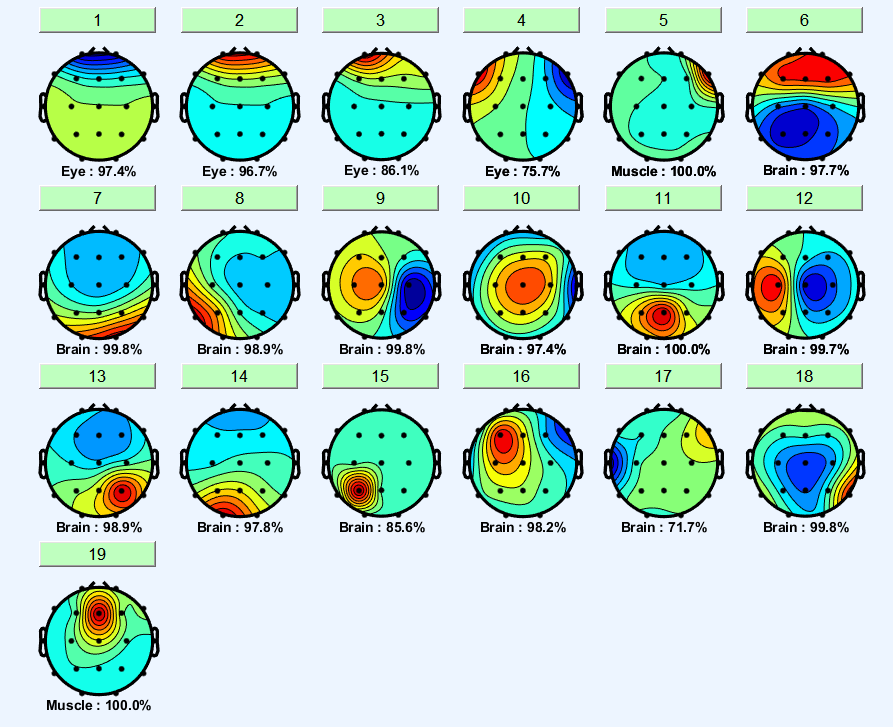 1 2 3 4 5 6
Eye : 97.4% Eye : 96.7% Eye : 86.1% Eye : 75.7% Muscle : 100.0% Brain : 97.7%
7 8 9 10 11 12
Brain : 99.8% Brain : 98.9% Brain : 99.8% Brain : 97.4% Brain : 100.0% Brain : 99.7%
13 14 15 16 17 18
Brain : 98.9% Brain : 97.8% Brain : 85.6% Brain : 98.2% Brain : 71.7% Brain : 99.8%
19
Muscle : 100.0%